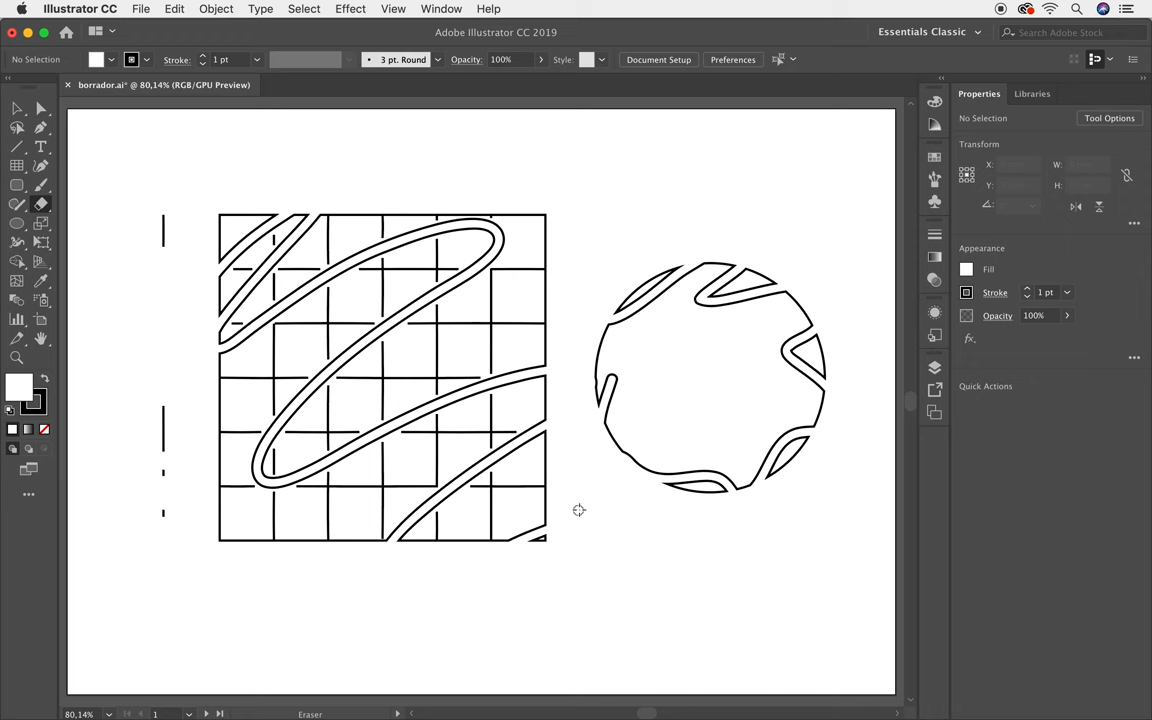 Illustrator CC File Edit Object Type Select Effect View Window Help
Adobe Illustrator CC 2019
Essentials Classic
Search Adobe Stock
No Selection
Stroke: 1 pt
3 pt. Round
Opacity: 100%
Style:
Document Setup
Preferences
borrador.ai* @ 80,14% (RGB/GPU Preview)
Properties
Libraries
No Selection
Tool Options
Transform
X: W:
Y: H:
Appearance
Fill
Stroke 1 pt
Opacity 100%
fx.
Quick Actions
80,14% 1 Eraser